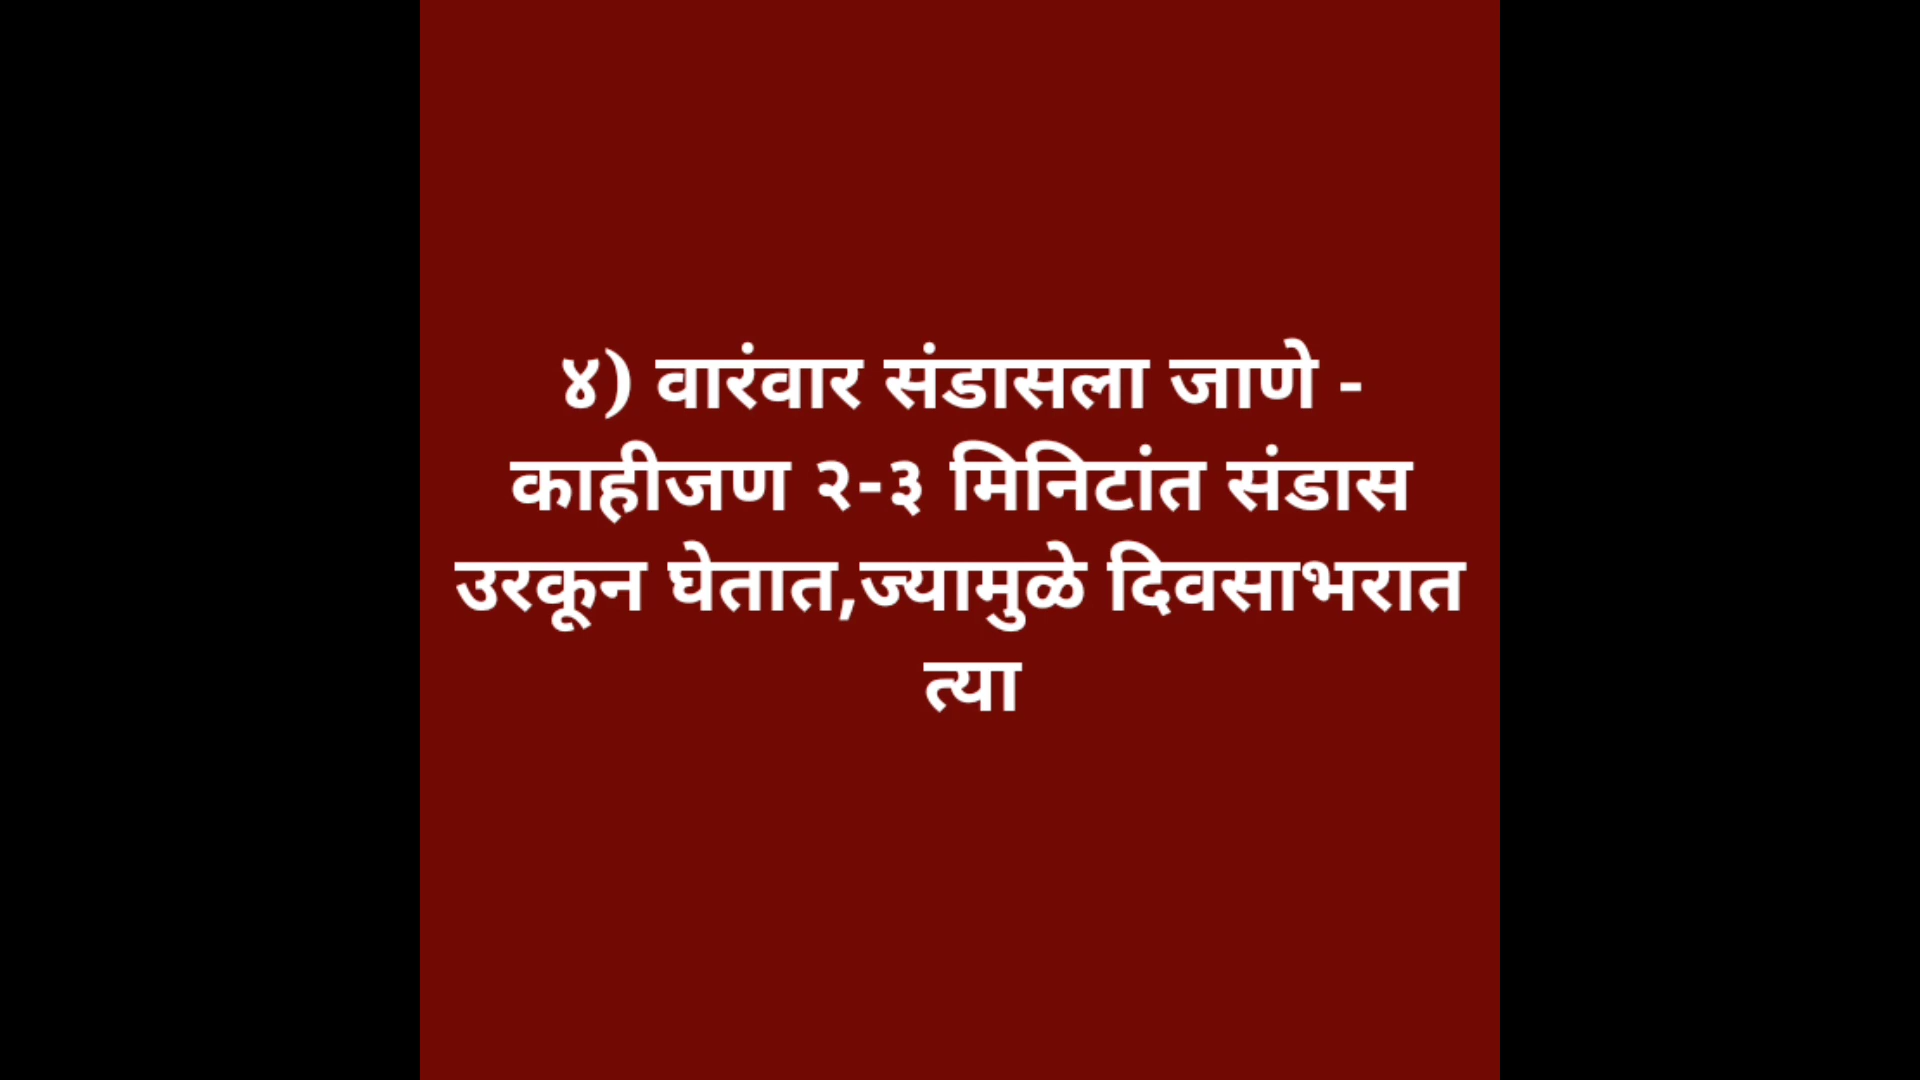 ४) वारंवार संडासला जाणे -
काहीजण २-३ मिनिटांत संडास
उरकून घेतात,ज्यामुळे दिवसाभरात
त्या